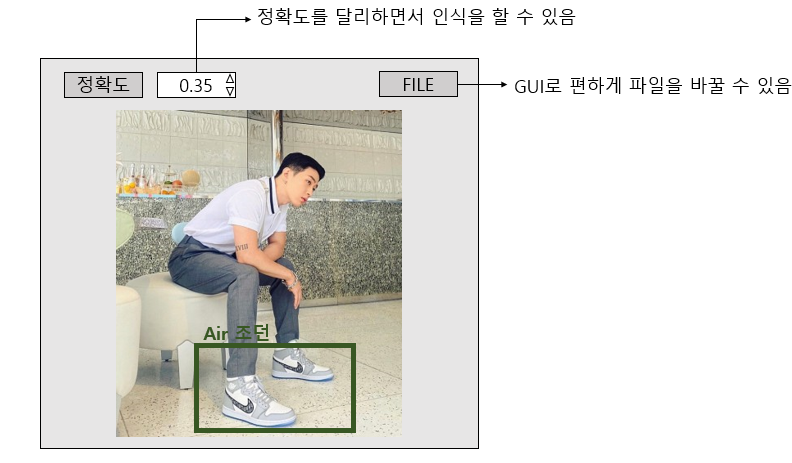 정확도를 달리하면서 인식을 할 수 있음
정확도
0.35
FILE
GUI로 편하게 파일을 바꿀 수 있음
XVIII
Air 조던